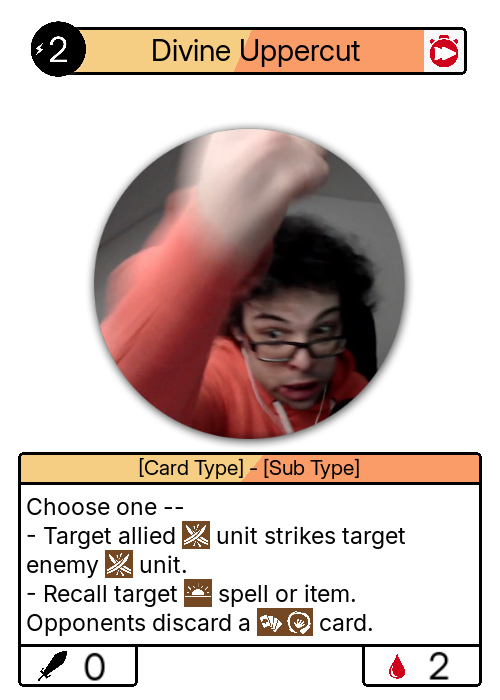 2 Divine Uppercut
[Card Type] - [Sub Type]
Choose one --
- Target allied unit strikes target
enemy unit.
- Recall target spell or item.
Opponents discard a card.
0 2